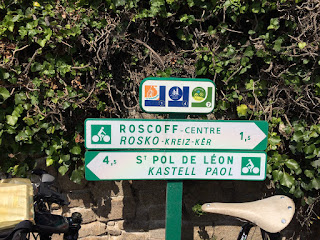 ROSCOFF-CENTRE
ROSKO-KREIZ-KÊR
1,5
4,5
Sᵗ POL DE LÉON
KASTELL PAOL